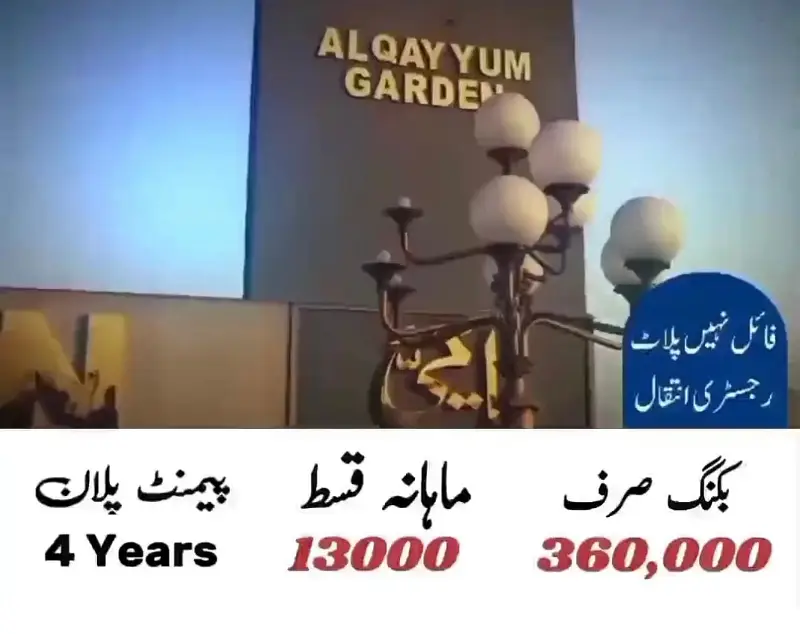 ALQAYYUM
GARDEN
N
فائل نہیں پلاٹ
رجسٹری انتقال
بکنگ صرف
360,000
ماہانہ قسط
13000
پیمنٹ پلان
4 Years